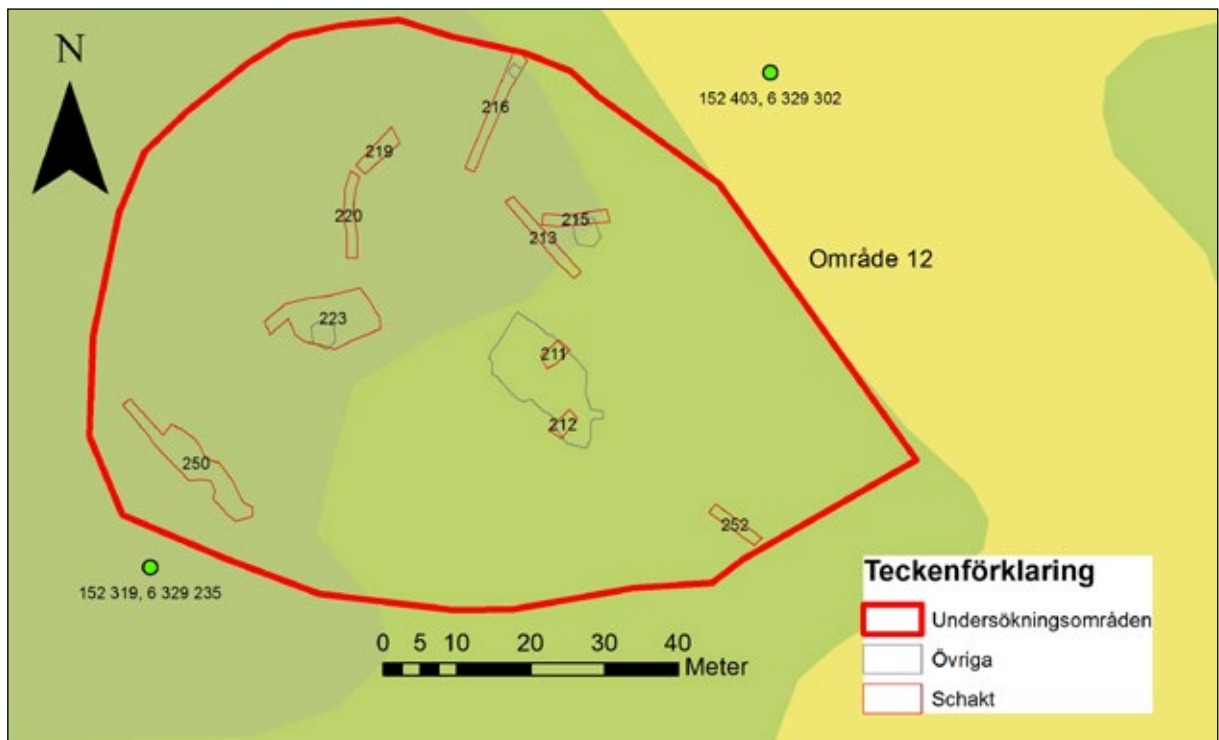 N
152 403, 6 329 302
216
219
220
215
213
Område 12
223
211
212
250
252
152 319, 6 329 235
0 5 10 20 30 40
Meter
Teckenförklaring
Undersökningsområden
Övriga
Schakt